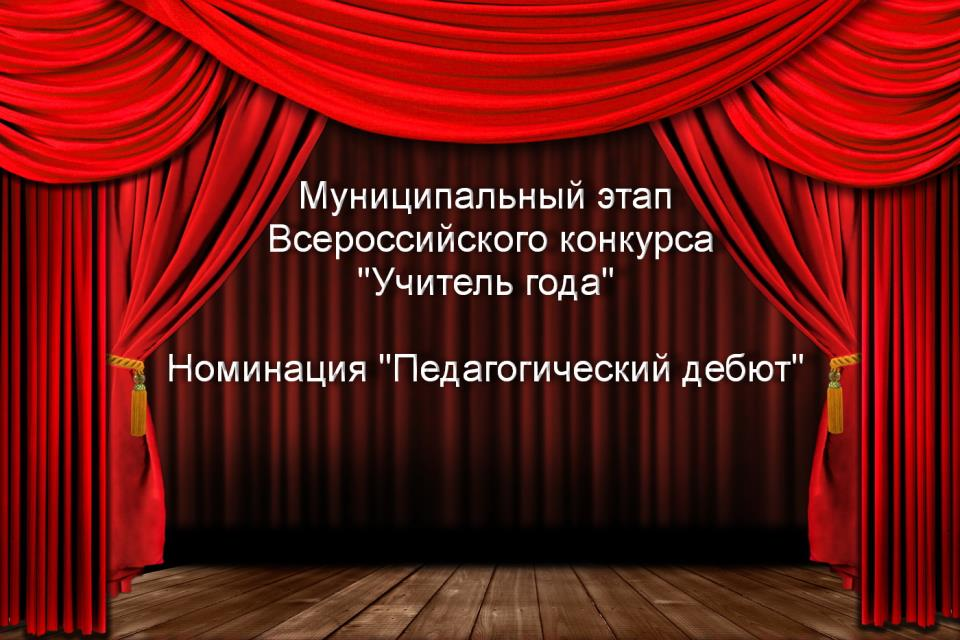 Муниципальный этап
Всероссийского конкурса
"Учитель года"
Номинация "Педагогический дебют"